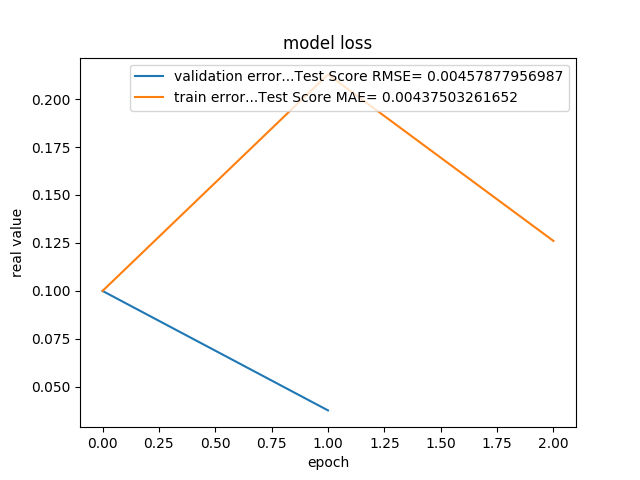 model loss
validation error...Test Score RMSE= 0.00457877956987
train error...Test Score MAE= 0.00437503261652
0.200
0.175
0.150
0.125
0.100
0.075
0.050
real value
0.00 0.25 0.50 0.75 1.00 1.25 1.50 1.75 2.00
epoch